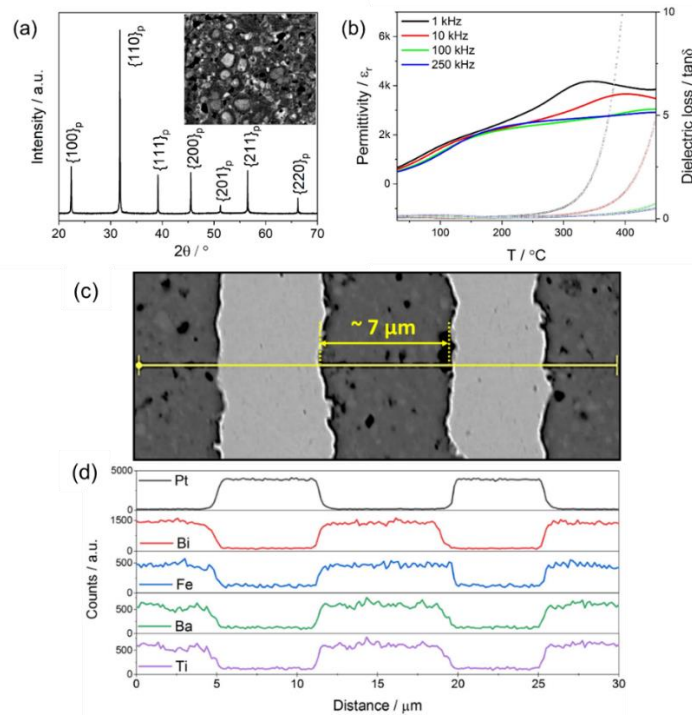 (a)
Intensity / a.u.
{100}p
{110}p
{111}p
{200}p
{201}p
{211}p
{220}p
20 30 40 50 60 70
2θ / °
(b)
1 kHz
10 kHz
100 kHz
250 kHz
Permittivity / εr
6k
4k
2k
0
100 200 300 400
T / °C
10
5
0
Dielectric loss / tanδ
(c)
~ 7 µm
(d)
Counts / a.u.
5000
0
Pt
1500
0
Bi
500
0
Fe
500
0
Ba
500
0
Ti
0 5 10 15 20 25 30
Distance / µm